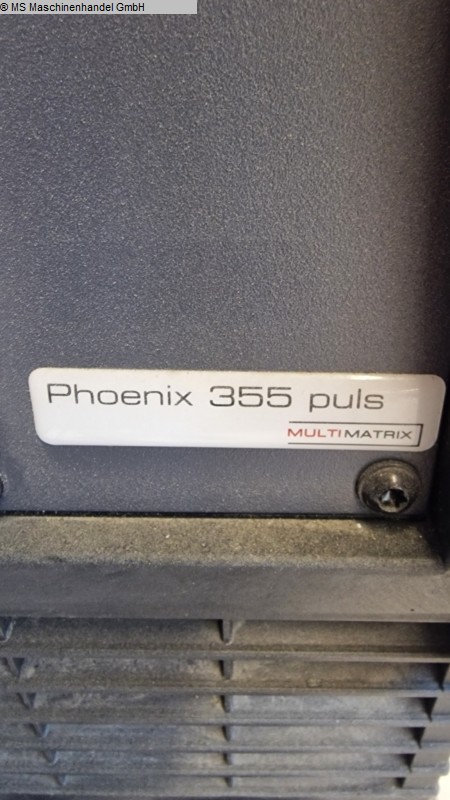 © MS Maschinenhandel GmbH
Phoenix 355 puls
MULTIMATRIX